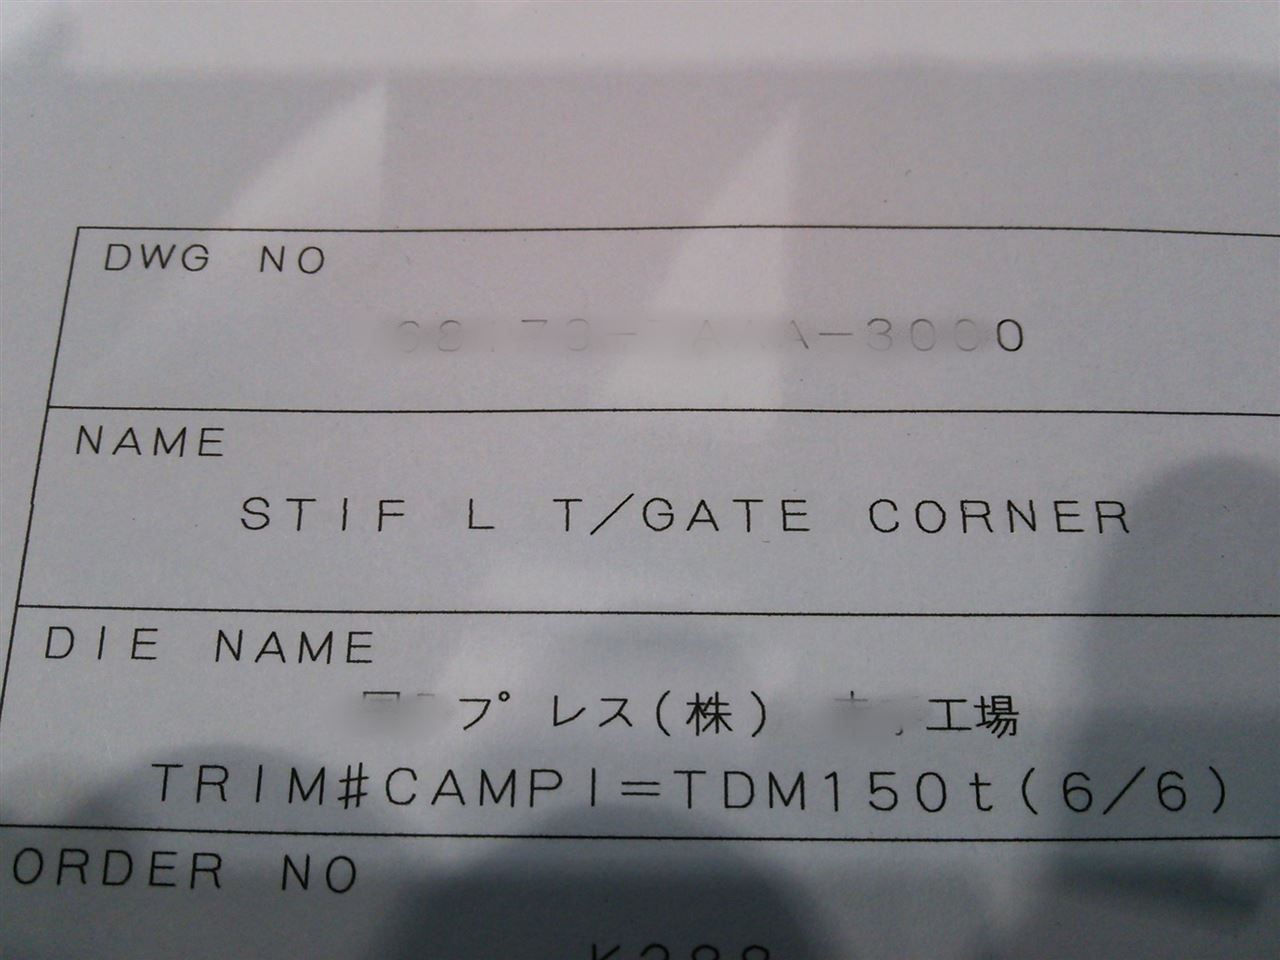 DWG NO
NAME
STIF L T/GATE CORNER
DIE NAME
プレス(株) 工場
TRIM#CAMPI=TDM150t(6/6)
ORDER NO